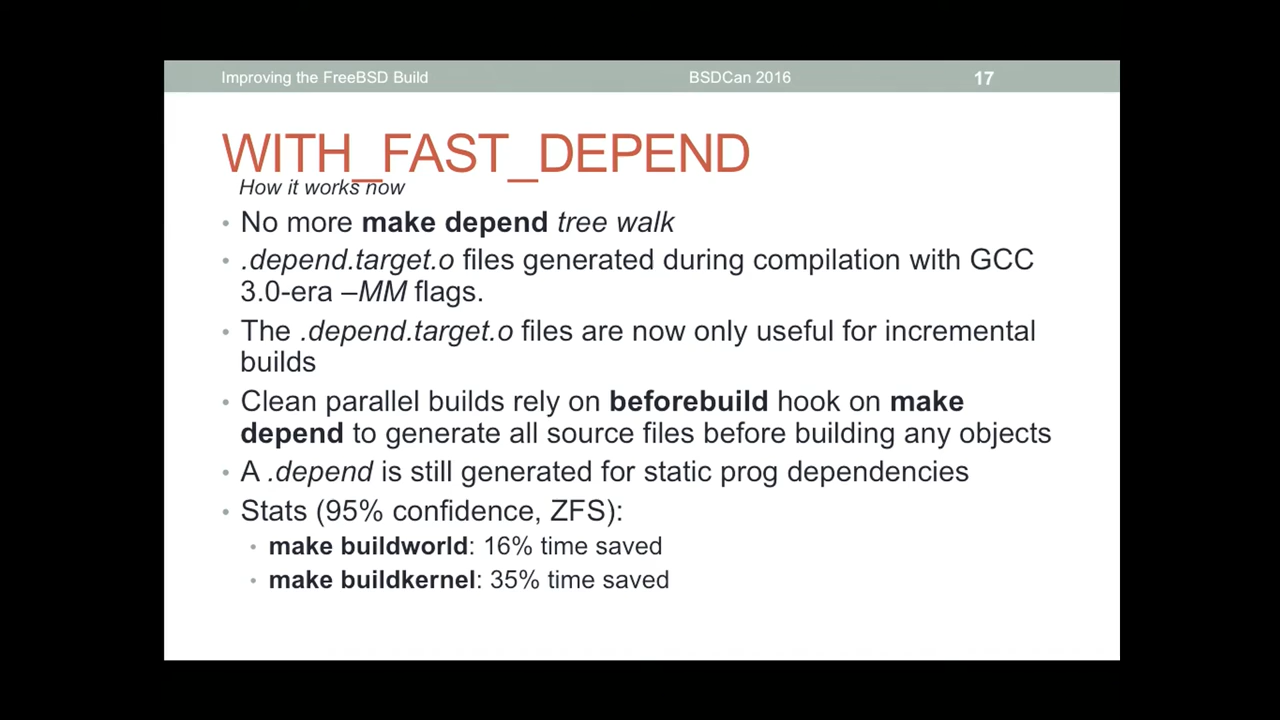 Improving the FreeBSD Build
BSDCan 2016
17
WITH_FAST_DEPEND
How it works now
• No more make depend tree walk
• .depend.target.o files generated during compilation with GCC
3.0-era –MM flags.
• The .depend.target.o files are now only useful for incremental
builds
• Clean parallel builds rely on beforebuild hook on make
depend to generate all source files before building any objects
• A .depend is still generated for static prog dependencies
• Stats (95% confidence, ZFS):
• make buildworld: 16% time saved
• make buildkernel: 35% time saved